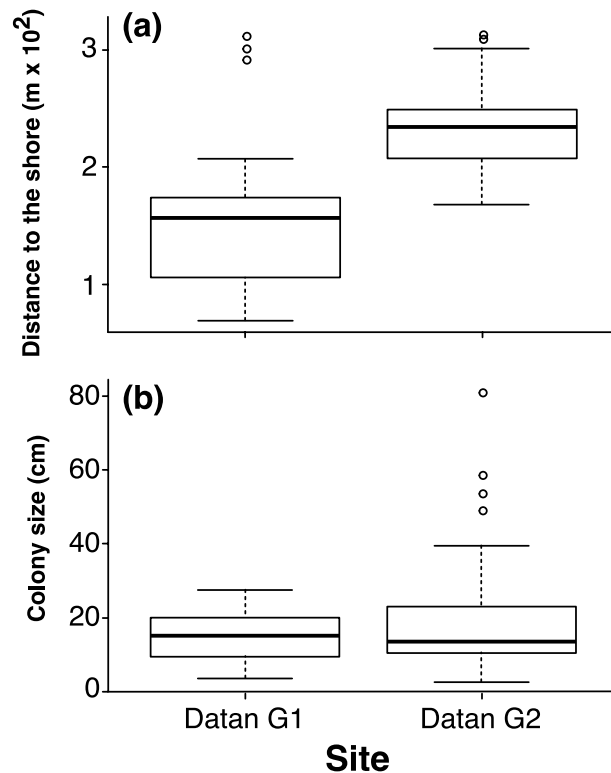 (a)
Distance to the shore (m x 10²)
3
2
1
(b)
Colony size (cm)
80
60
40
20
0
Datan G1 Datan G2
Site